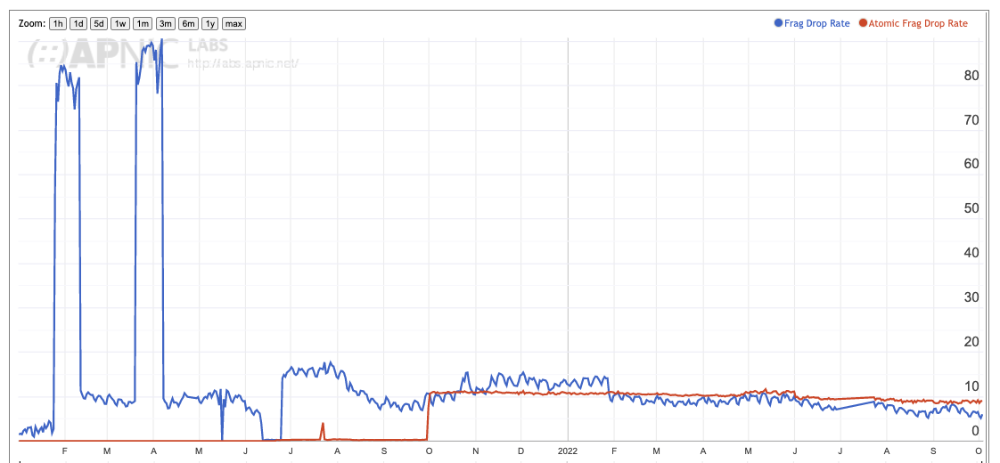 Zoom: 1h 1d 5d 1w 1m 3m 6m 1y max
Frag Drop Rate Atomic Frag Drop Rate
(::)APNIC LABS
http://labs.apnic.net/
80
70
60
50
40
30
20
10
0
F M A M J J A S O N D 2022 F M A M J J A S O